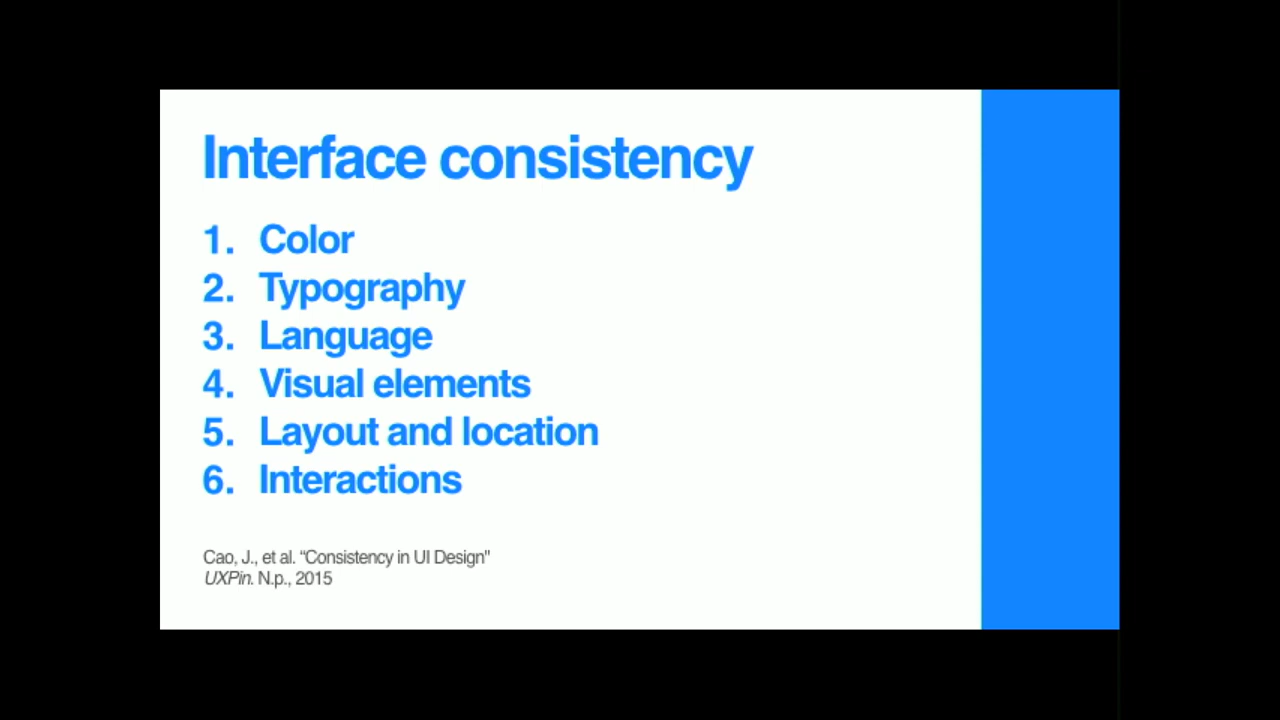 Interface consistency
1. Color
2. Typography
3. Language
4. Visual elements
5. Layout and location
6. Interactions
Cao, J., et al. “Consistency in UI Design"
UXPin. N.p., 2015